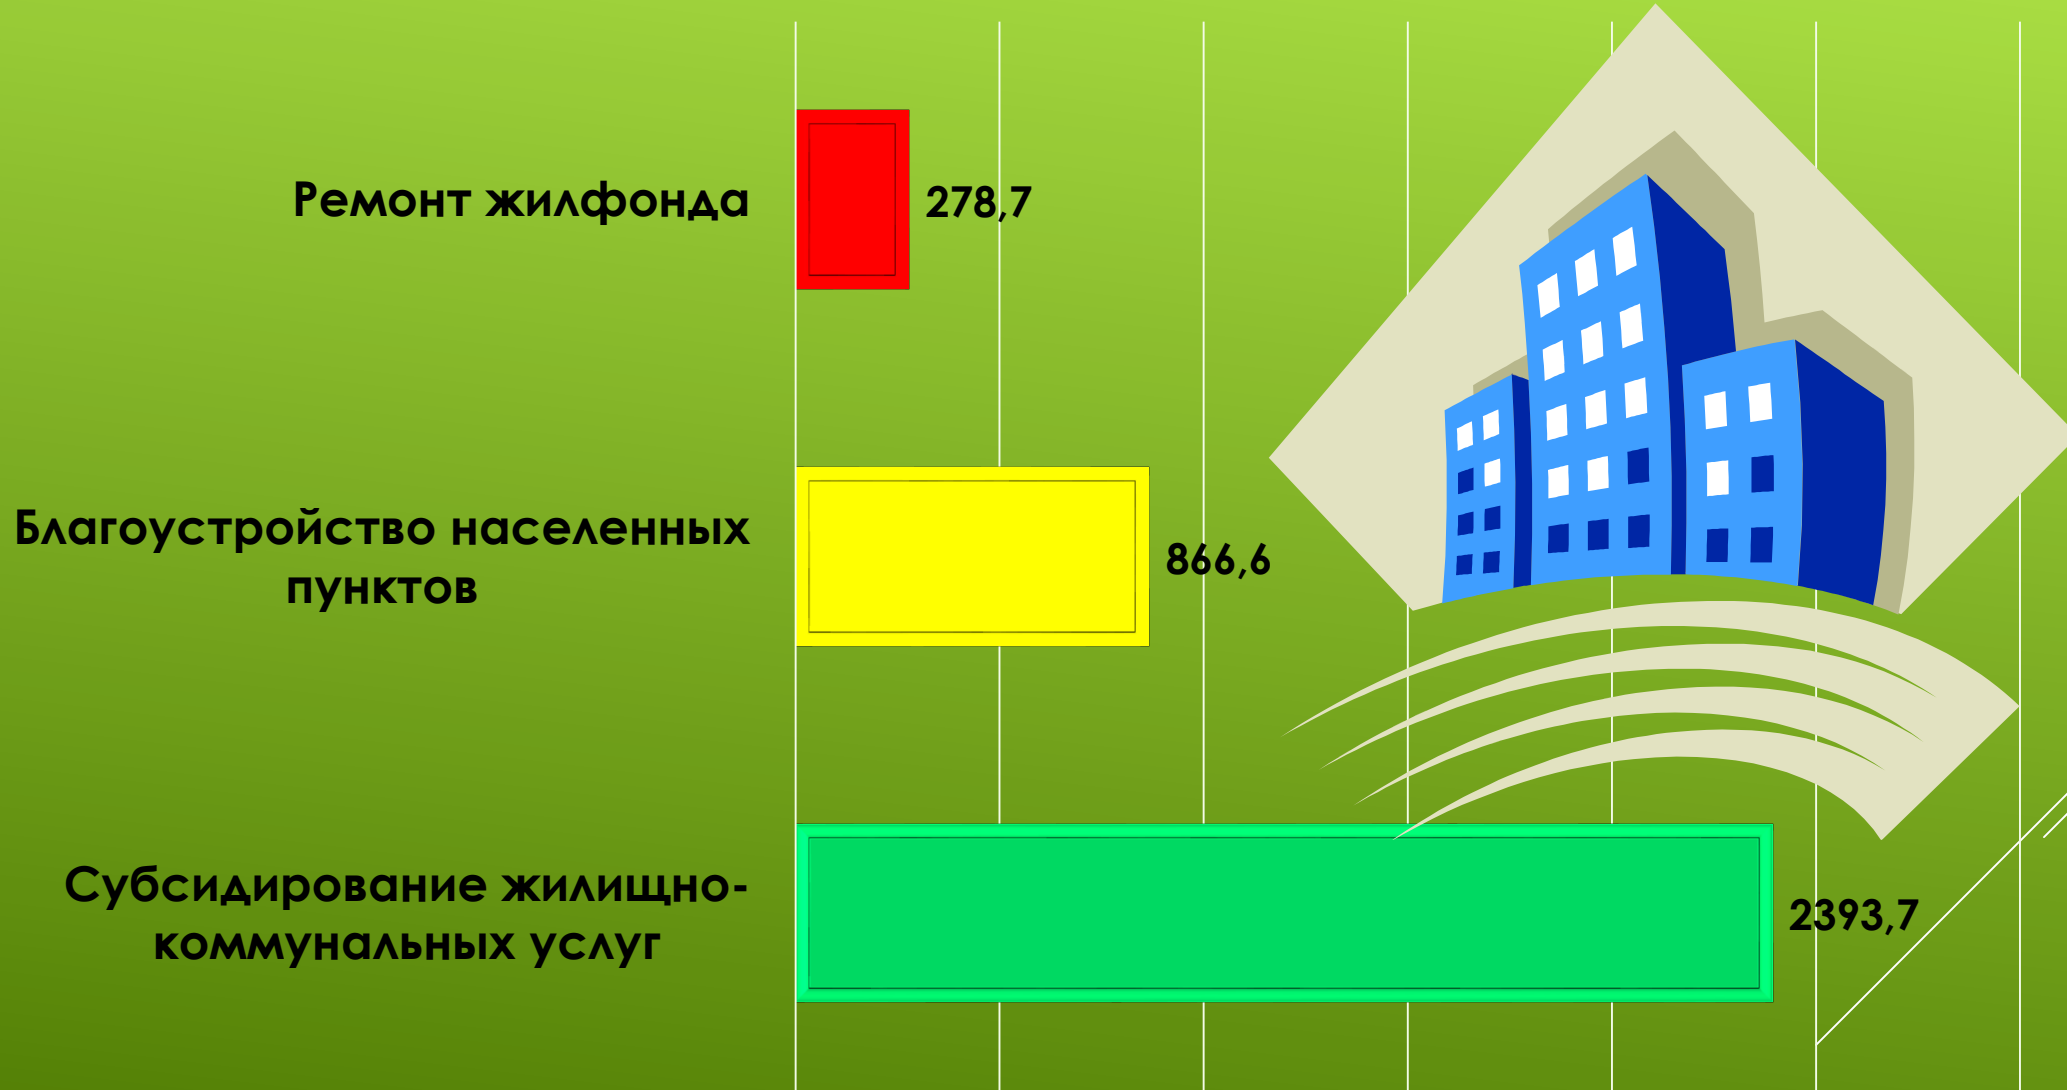 Ремонт жилфонда
278,7
Благоустройство населенных
пунктов
866,6
Субсидирование жилищно-
коммунальных услуг
2393,7